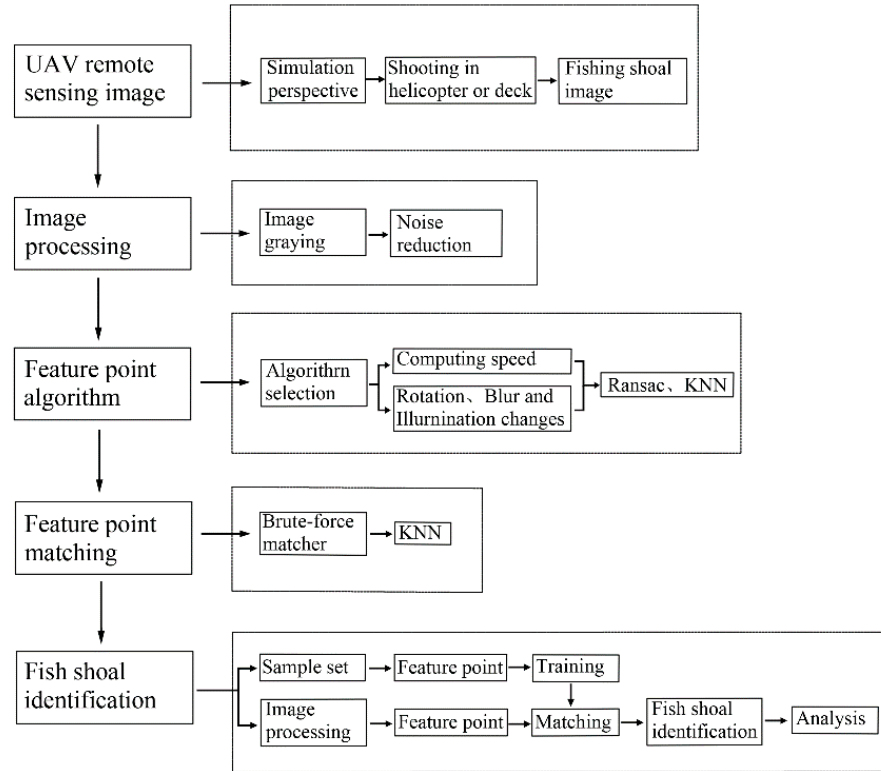 UAV remote
sensing image
Simulation
perspective
Shooting in
helicopter or deck
Fishing shoal
image
Image
processing
Image
graying
Noise
reduction
Feature point
algorithm
Algorithrn
selection
Computing speed
Rotation、Blur and
Illurnination changes
Ransac、KNN
Feature point
matching
Brute-force
matcher
KNN
Fish shoal
identification
Sample set
Feature point
Training
Image
processing
Feature point
Matching
Fish shoal
identification
Analysis